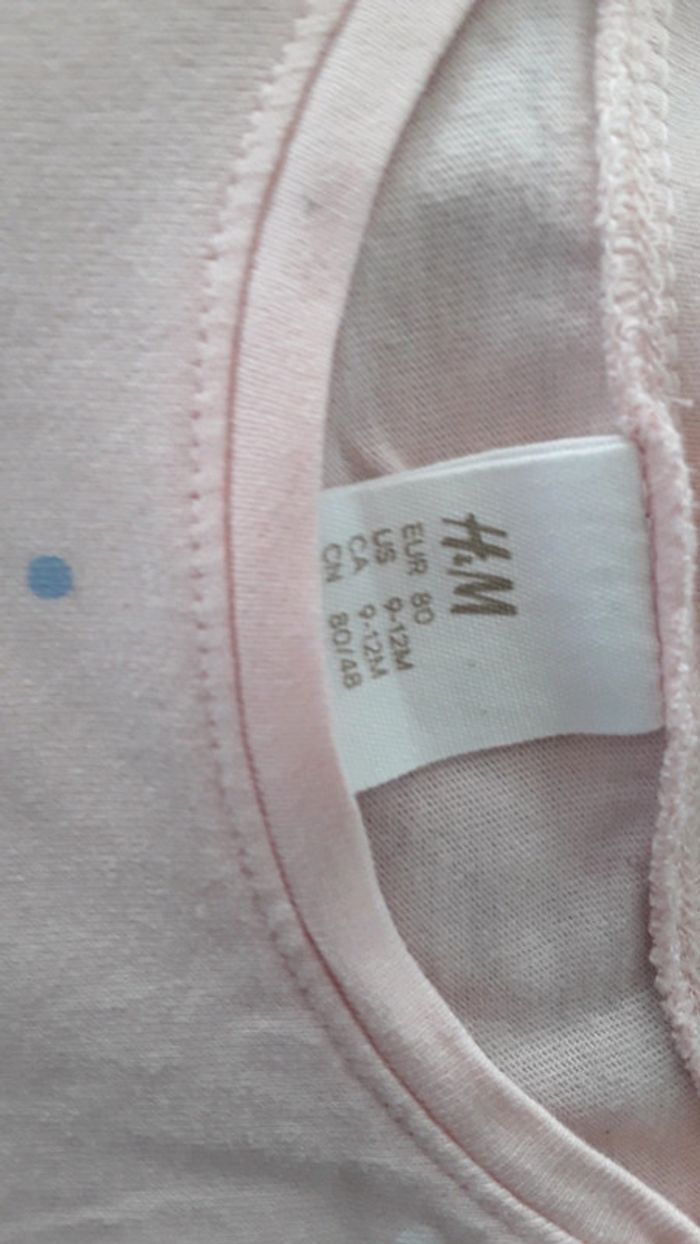 H&M
EUR 80
US 9-12M
CA 9-12M
CN 80/48